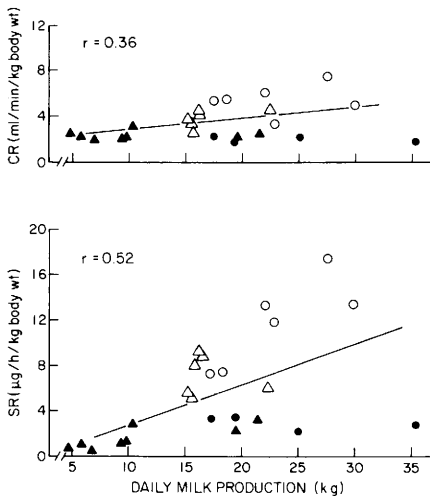 CR (ml/min/kg body wt)
r = 0.36
12
8
4
0
SR (µg/h/kg body wt)
r = 0.52
20
16
12
8
4
0
5 10 15 20 25 30 35
DAILY MILK PRODUCTION (kg)